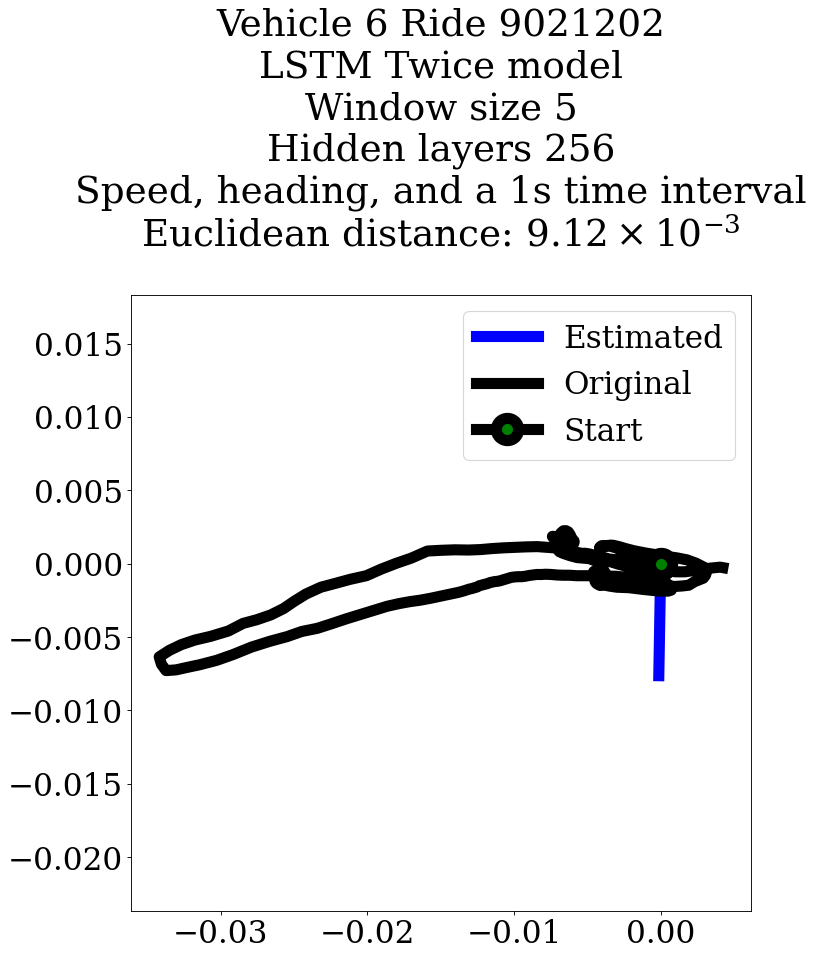 Vehicle 6 Ride 9021202
LSTM Twice model
Window size 5
Hidden layers 256
Speed, heading, and a 1s time interval
Euclidean distance: 9.12 × 10⁻³
Estimated
Original
Start
0.015
0.010
0.005
0.000
−0.005
−0.010
−0.015
−0.020
−0.03 −0.02 −0.01 0.00